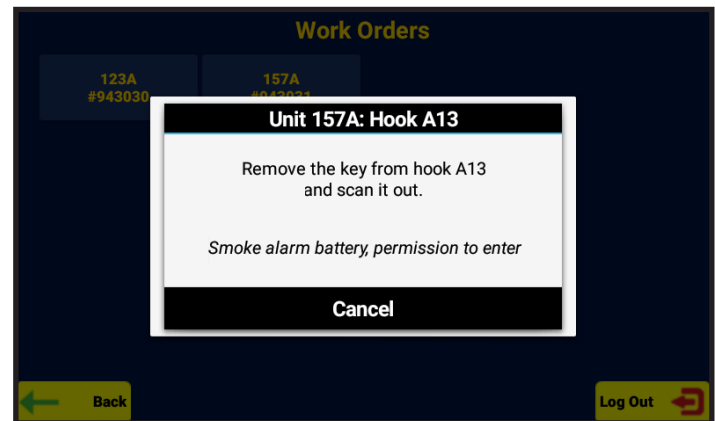 Work Orders
123A
#943030
157A
#943031
Unit 157A: Hook A13
Remove the key from hook A13
and scan it out.
Smoke alarm battery, permission to enter
Cancel
Back
Log Out